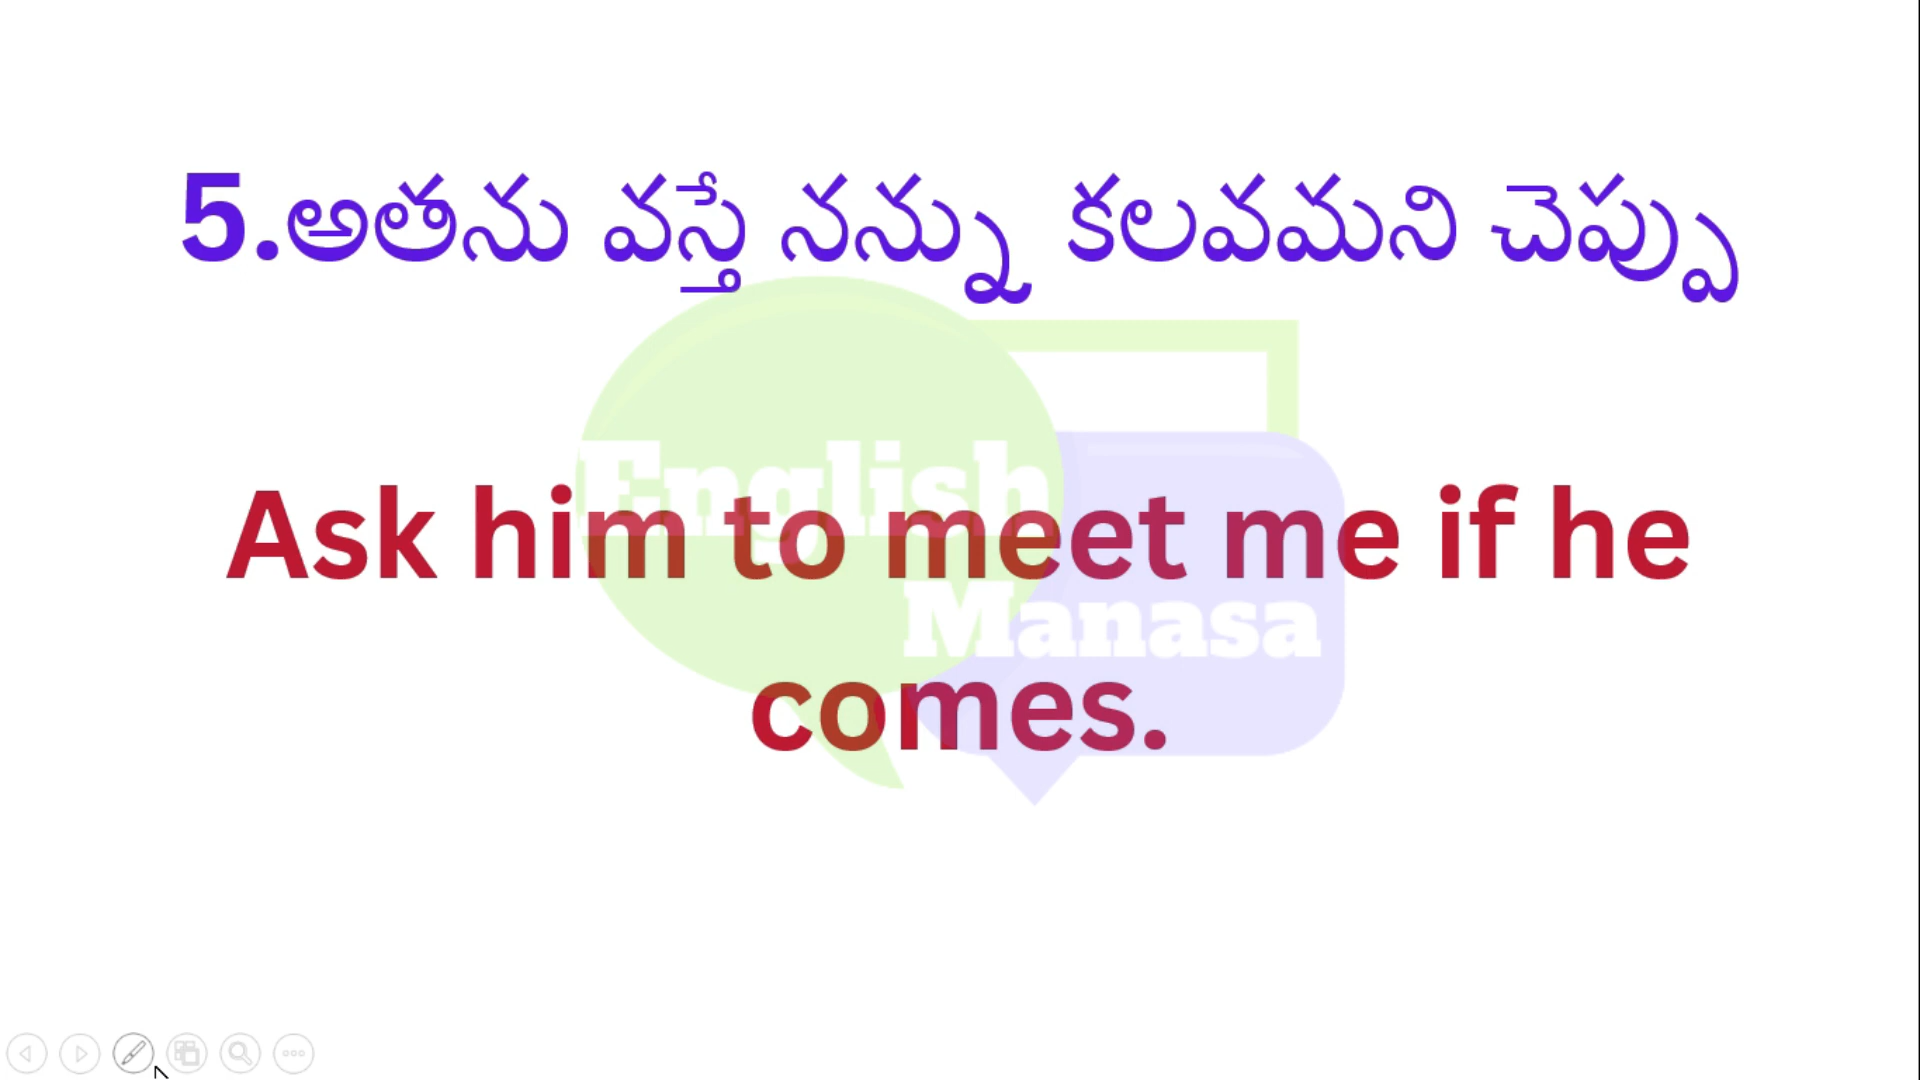 5.అతను వస్తే నన్ను కలవమని చెప్పు
English
Ask him to meet me if he
Manasa
comes.